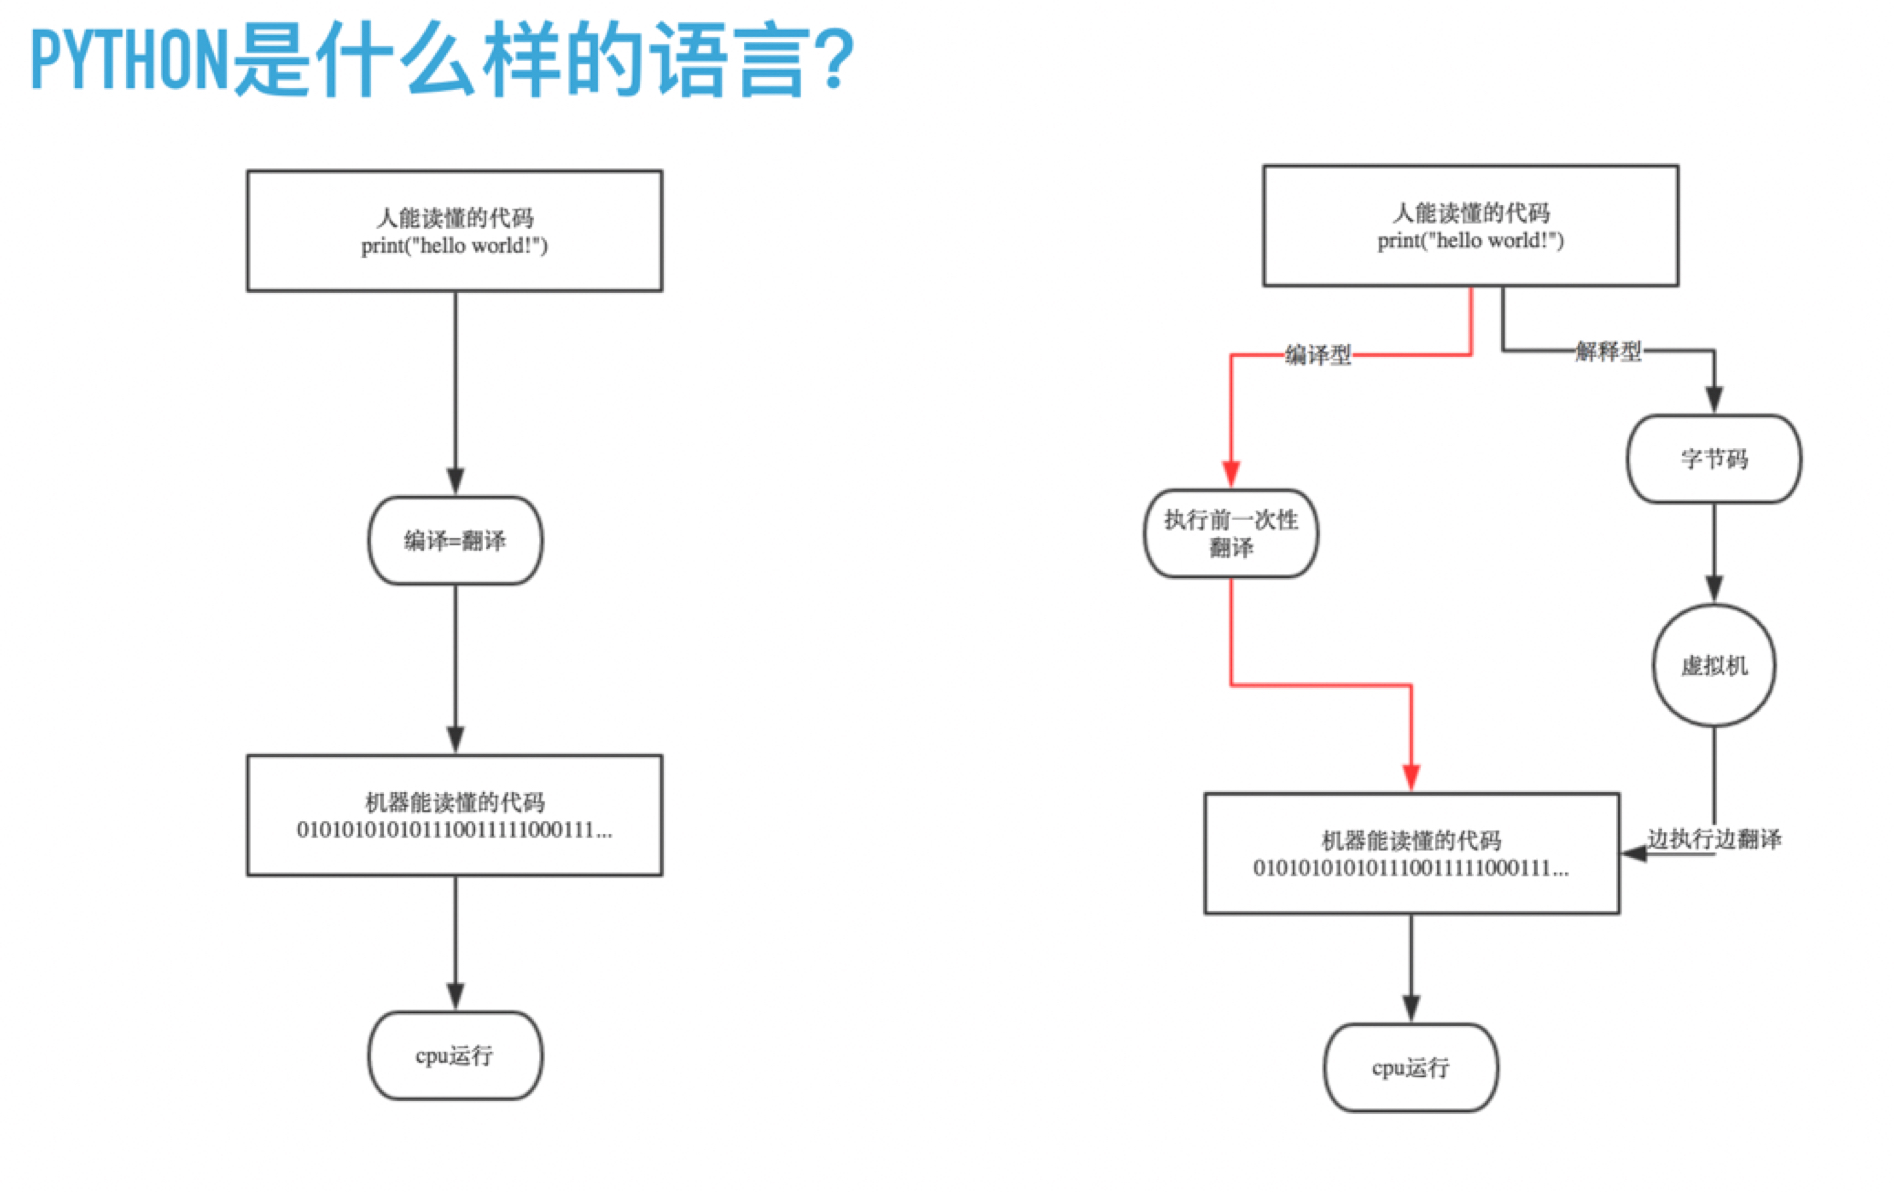 PYTHON是什么样的语言?
人能读懂的代码
print("hello world!")
编译=翻译
机器能读懂的代码
010101010101110011111000111...
cpu运行
人能读懂的代码
print("hello world!")
编译型
解释型
字节码
执行前一次性
翻译
虚拟机
边执行边翻译
机器能读懂的代码
010101010101110011111000111...
cpu运行